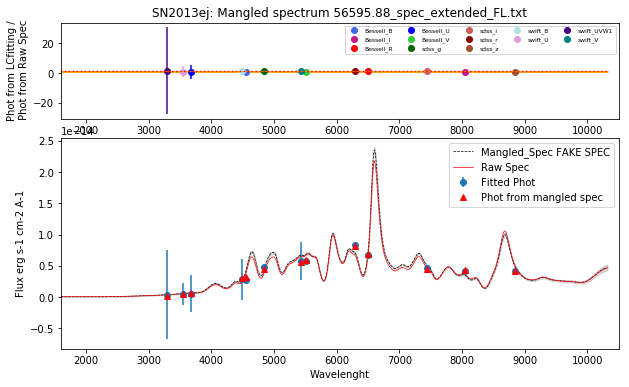 SN2013ej: Mangled spectrum 56595.88_spec_extended_FL.txt
Phot from LCfitting /
Phot from Raw Spec
20
0
−20
Bessell_B
Bessell_I
Bessell_R
Bessell_U
Bessell_V
sdss_g
sdss_i
sdss_r
sdss_z
swift_B
swift_U
swift_UVW1
swift_V
2000 3000 4000 5000 6000 7000 8000 9000 10000
1e−14
Flux erg s-1 cm-2 A-1
2.5
2.0
1.5
1.0
0.5
0.0
−0.5
Mangled_Spec FAKE SPEC
Raw Spec
Fitted Phot
Phot from mangled spec
2000 3000 4000 5000 6000 7000 8000 9000 10000
Wavelenght